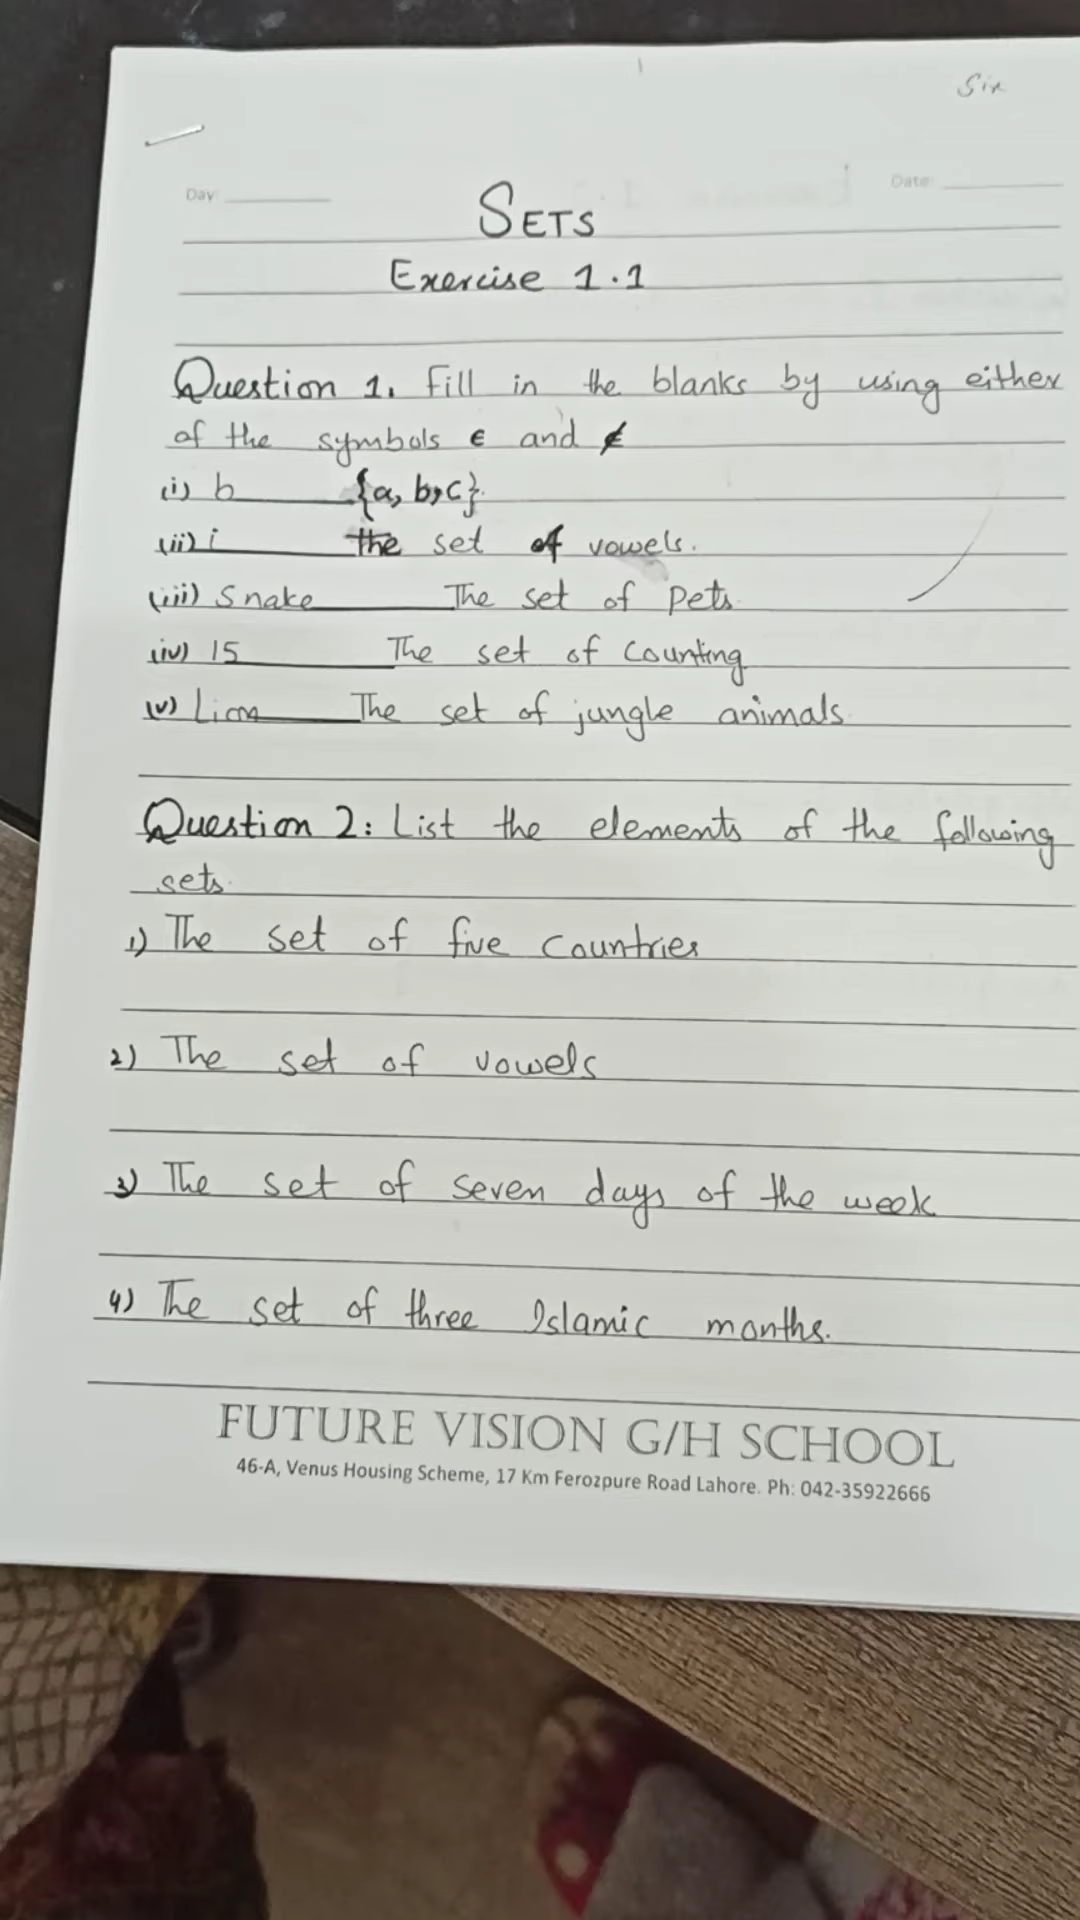 Sir
Day:
Date:
SETS
Exercise 1.1
Question 1. Fill in the blanks by using either
of the symbols ∈ and ∉
(i) b ______ {a, b, c}.
(ii) i ______ the set of vowels.
(iii) Snake ______ The set of Pets.
(iv) 15 ______ The set of Counting
(v) Lion ______ The set of jungle animals.
Question 2: List the elements of the following
sets.
1) The set of five Countries
2) The set of vowels
3) The set of seven days of the week
4) The set of three Islamic months.
FUTURE VISION G/H SCHOOL
46-A, Venus Housing Scheme, 17 Km Ferozpure Road Lahore. Ph: 042-35922666